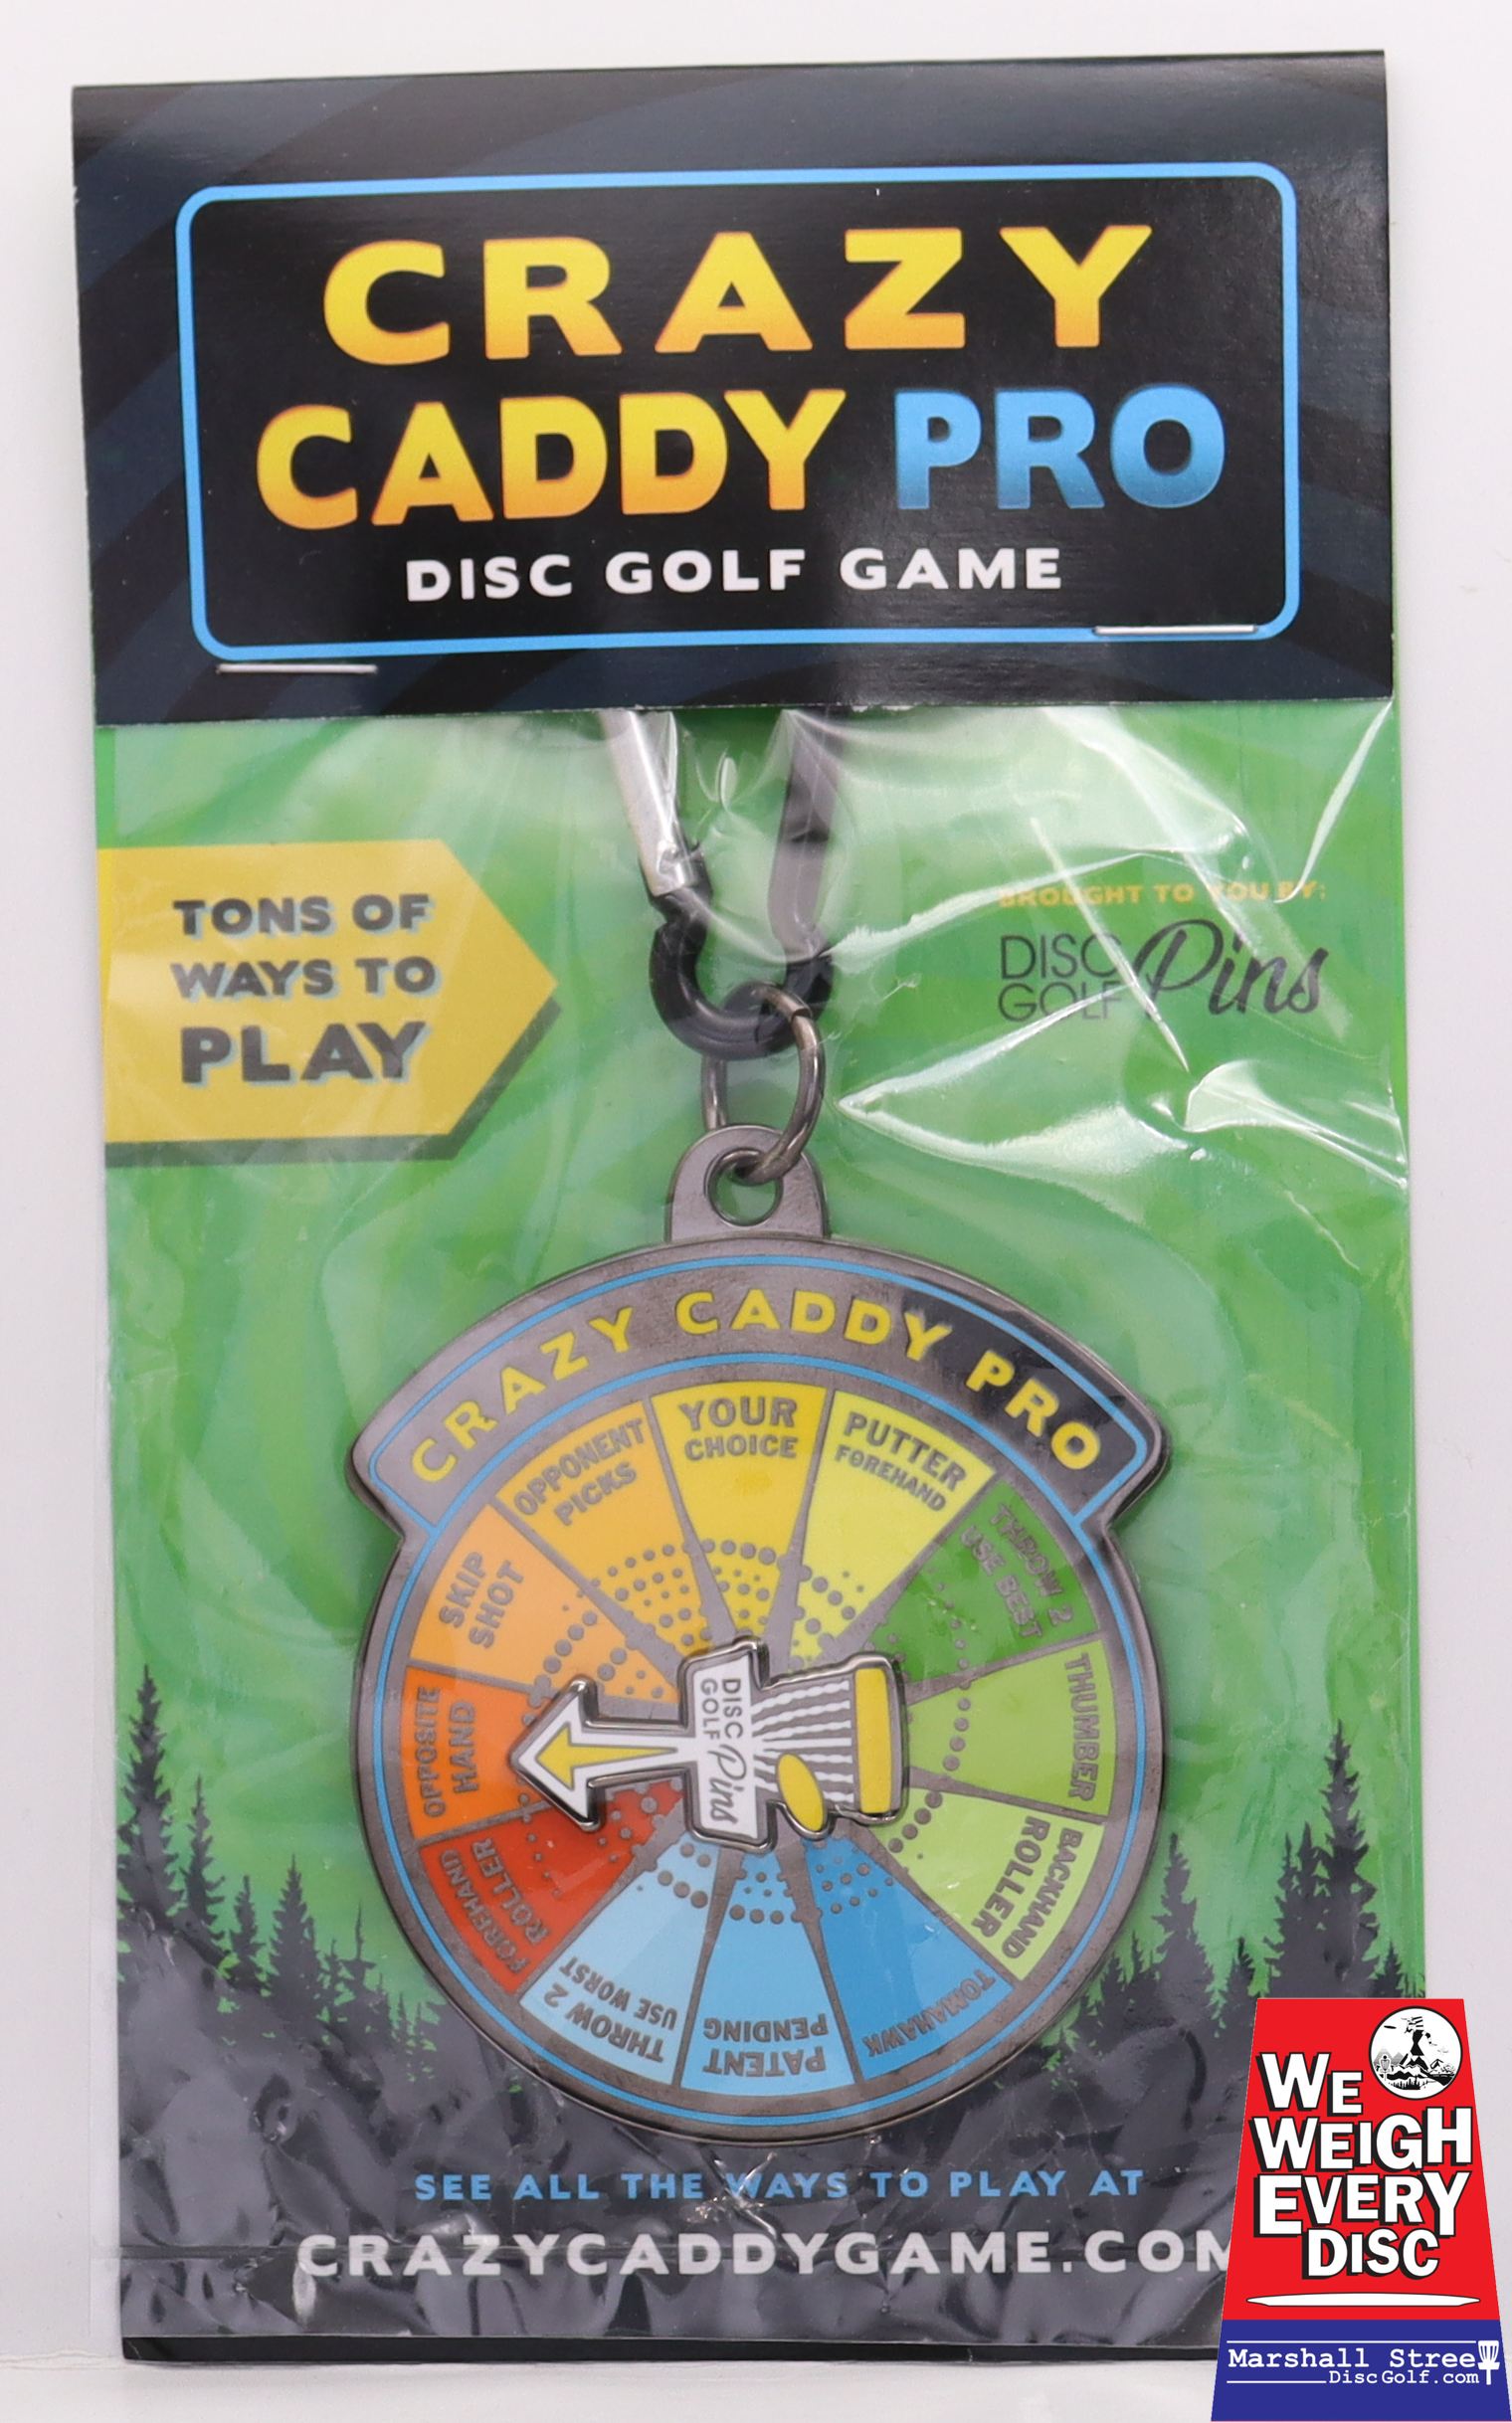 CRAZY
CADDY PRO
DISC GOLF GAME
TONS OF
WAYS TO
PLAY
BROUGHT TO YOU BY:
DISC
GOLF Pins
CRAZY CADDY PRO
YOUR
CHOICE
PUTTER
FOREHAND
THROW 2
USE BEST
THUMBER
BACKHAND
ROLLER
TOMAHAWK
PATENT
PENDING
THROW 2
USE WORST
FOREHAND
ROLLER
OPPOSITE
HAND
SKIP
SHOT
OPPONENT
PICKS
DISC
GOLF Pins
SEE ALL THE WAYS TO PLAY AT
CRAZYCADDYGAME.COM
WE
WEIGH
EVERY
DISC
Marshall Stree
DiscGolf.com